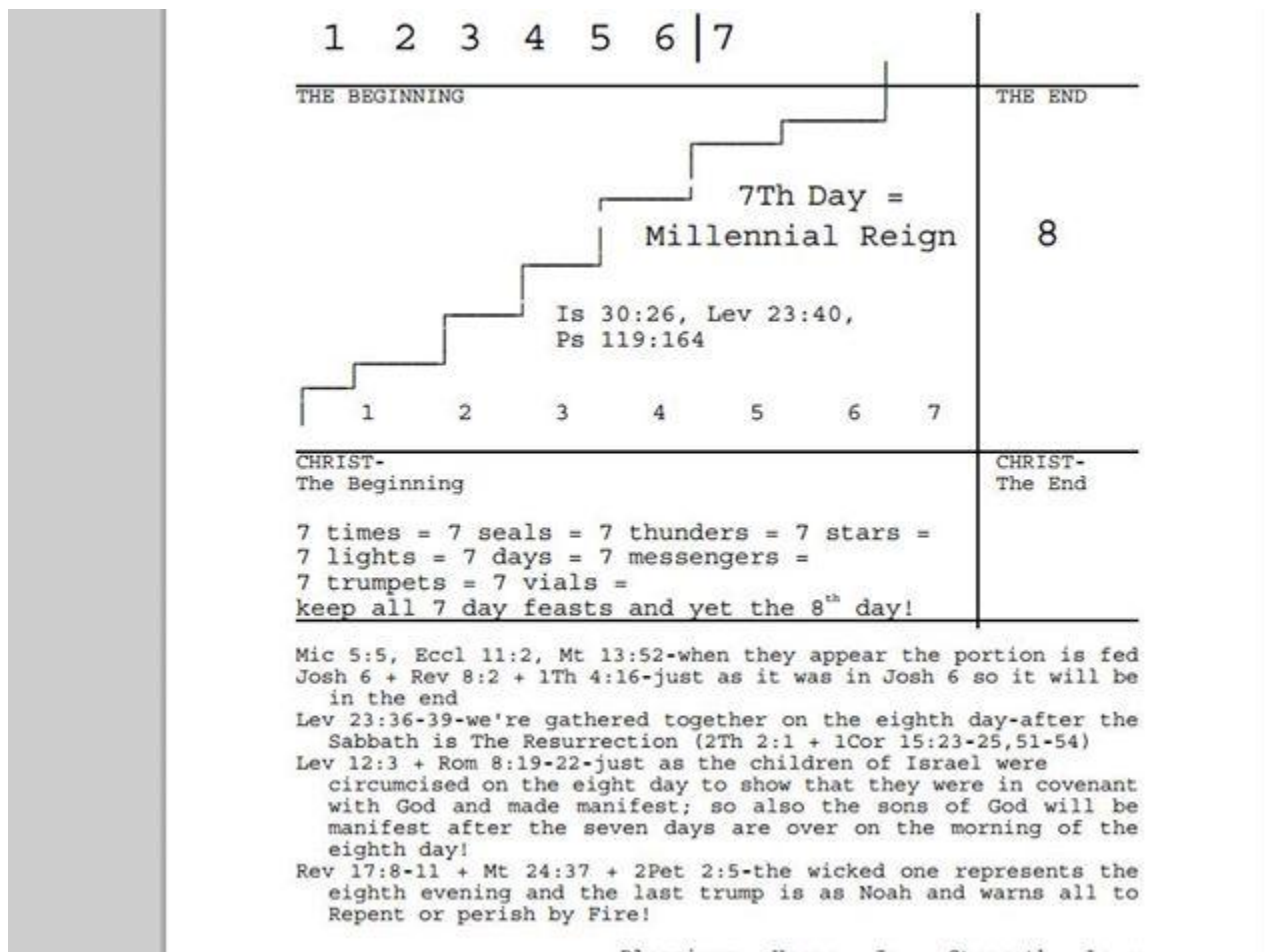 1 2 3 4 5 6 7
THE BEGINNING THE END
7Th Day =
Millennial Reign 8
Is 30:26, Lev 23:40,
Ps 119:164
1 2 3 4 5 6 7
CHRIST- CHRIST-
The Beginning The End
7 times = 7 seals = 7 thunders = 7 stars =
7 lights = 7 days = 7 messengers =
7 trumpets = 7 vials =
keep all 7 day feasts and yet the 8th day!
Mic 5:5, Eccl 11:2, Mt 13:52-when they appear the portion is fed
Josh 6 + Rev 8:2 + 1Th 4:16-just as it was in Josh 6 so it will be
in the end
Lev 23:36-39-we're gathered together on the eighth day-after the
Sabbath is The Resurrection (2Th 2:1 + 1Cor 15:23-25,51-54)
Lev 12:3 + Rom 8:19-22-just as the children of Israel were
circumcised on the eight day to show that they were in covenant
with God and made manifest; so also the sons of God will be
manifest after the seven days are over on the morning of the
eighth day!
Rev 17:8-11 + Mt 24:37 + 2Pet 2:5-the wicked one represents the
eighth evening and the last trump is as Noah and warns all to
Repent or perish by Fire!